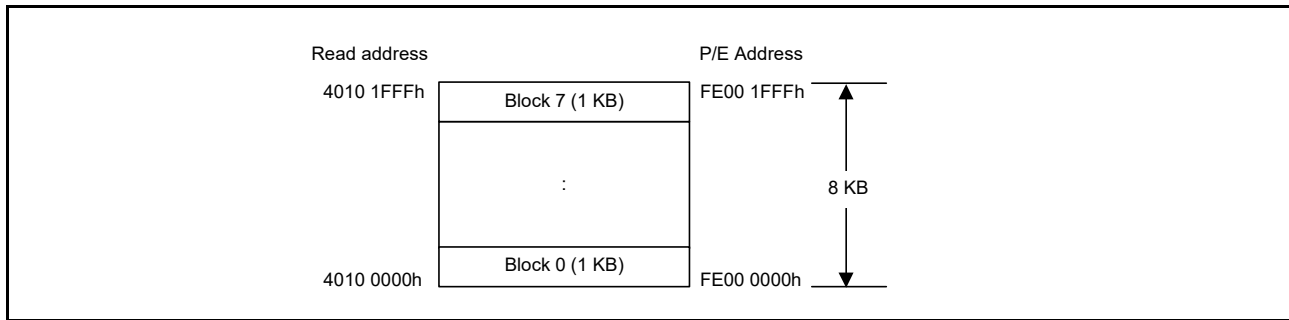 Read address
P/E Address
4010 1FFFh
Block 7 (1 KB)
FE00 1FFFh
:
8 KB
Block 0 (1 KB)
4010 0000h
FE00 0000h